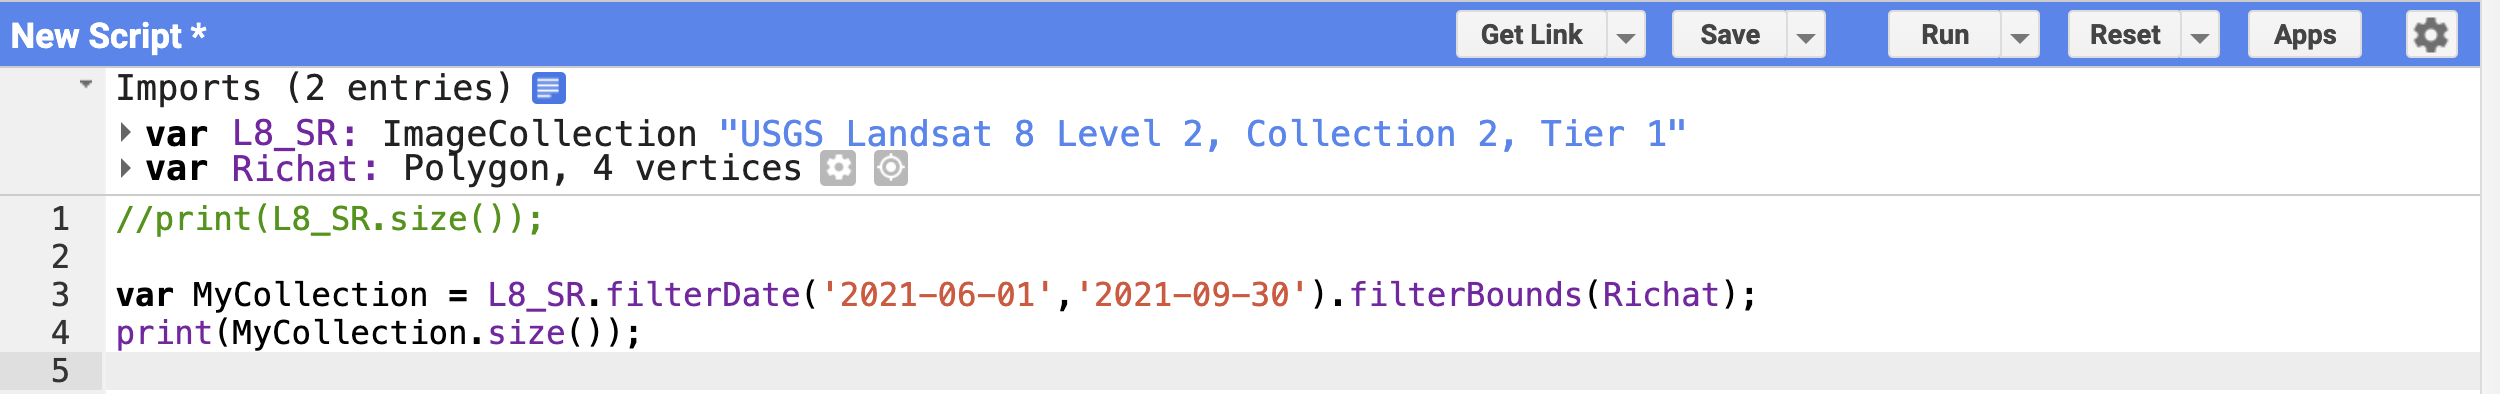 New Script * Get Link Save Run Reset Apps
Imports (2 entries)
var L8_SR: ImageCollection "USGS Landsat 8 Level 2, Collection 2, Tier 1"
var Richat: Polygon, 4 vertices
1 //print(L8_SR.size());
2
3 var MyCollection = L8_SR.filterDate('2021-06-01','2021-09-30').filterBounds(Richat);
4 print(MyCollection.size());
5